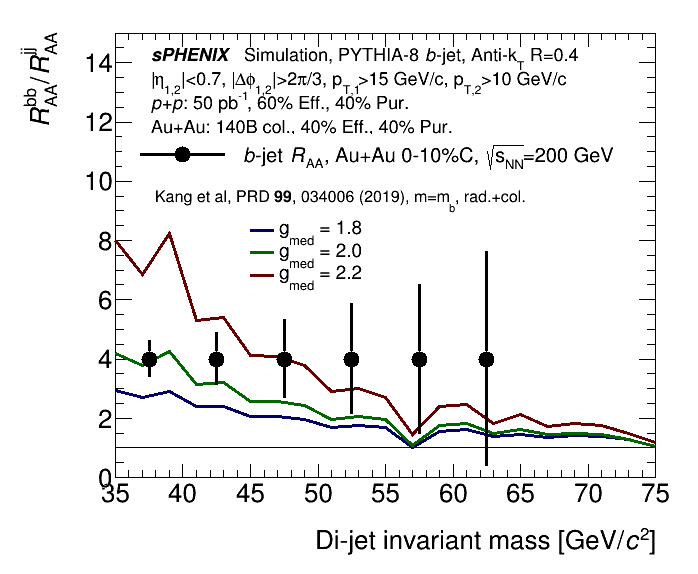 R_AA^bb/R_AA^jj
sPHENIX Simulation, PYTHIA-8 b-jet, Anti-k_T R=0.4
|η_1,2|<0.7, |Δϕ_1,2|>2π/3, p_T,1>15 GeV/c, p_T,2>10 GeV/c
p+p: 50 pb^-1, 60% Eff., 40% Pur.
Au+Au: 140B col., 40% Eff., 40% Pur.
b-jet R_AA, Au+Au 0-10%C, √s_NN=200 GeV
Kang et al, PRD 99, 034006 (2019), m=m_b, rad.+col.
g_med = 1.8
g_med = 2.0
g_med = 2.2
14
12
10
8
6
4
2
0
35 40 45 50 55 60 65 70 75
Di-jet invariant mass [GeV/c^2]